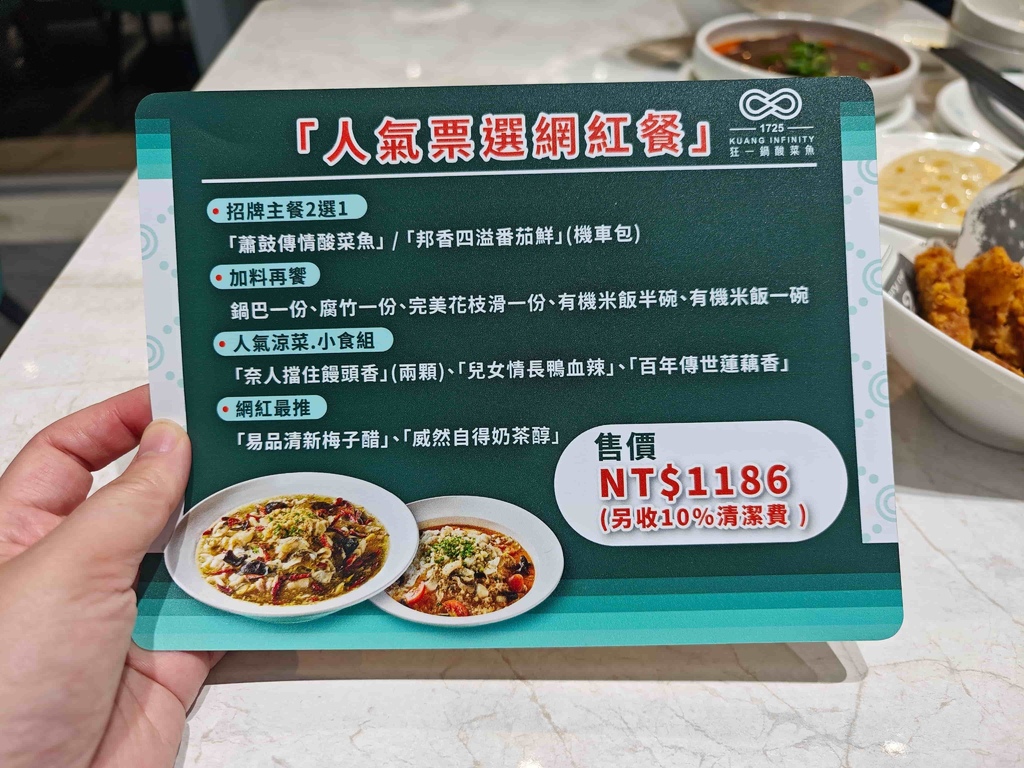 「人氣票選網紅餐」
1725
KUANG INFINITY
狂一鍋酸菜魚
招牌主餐2選1
「蕭鼓傳情酸菜魚」/「邦香四溢番茄鮮」(機車包)
加料再饗
鍋巴一份、腐竹一份、完美花枝滑一份、有機米飯半碗、有機米飯一碗
人氣涼菜.小食組
「奈人擋住饅頭香」(兩顆)、「兒女情長鴨血辣」、「百年傳世蓮藕香」
網紅最推
「易品清新梅子醋」、「威然自得奶茶醇」
售價
NT$1186
(另收10%清潔費 )